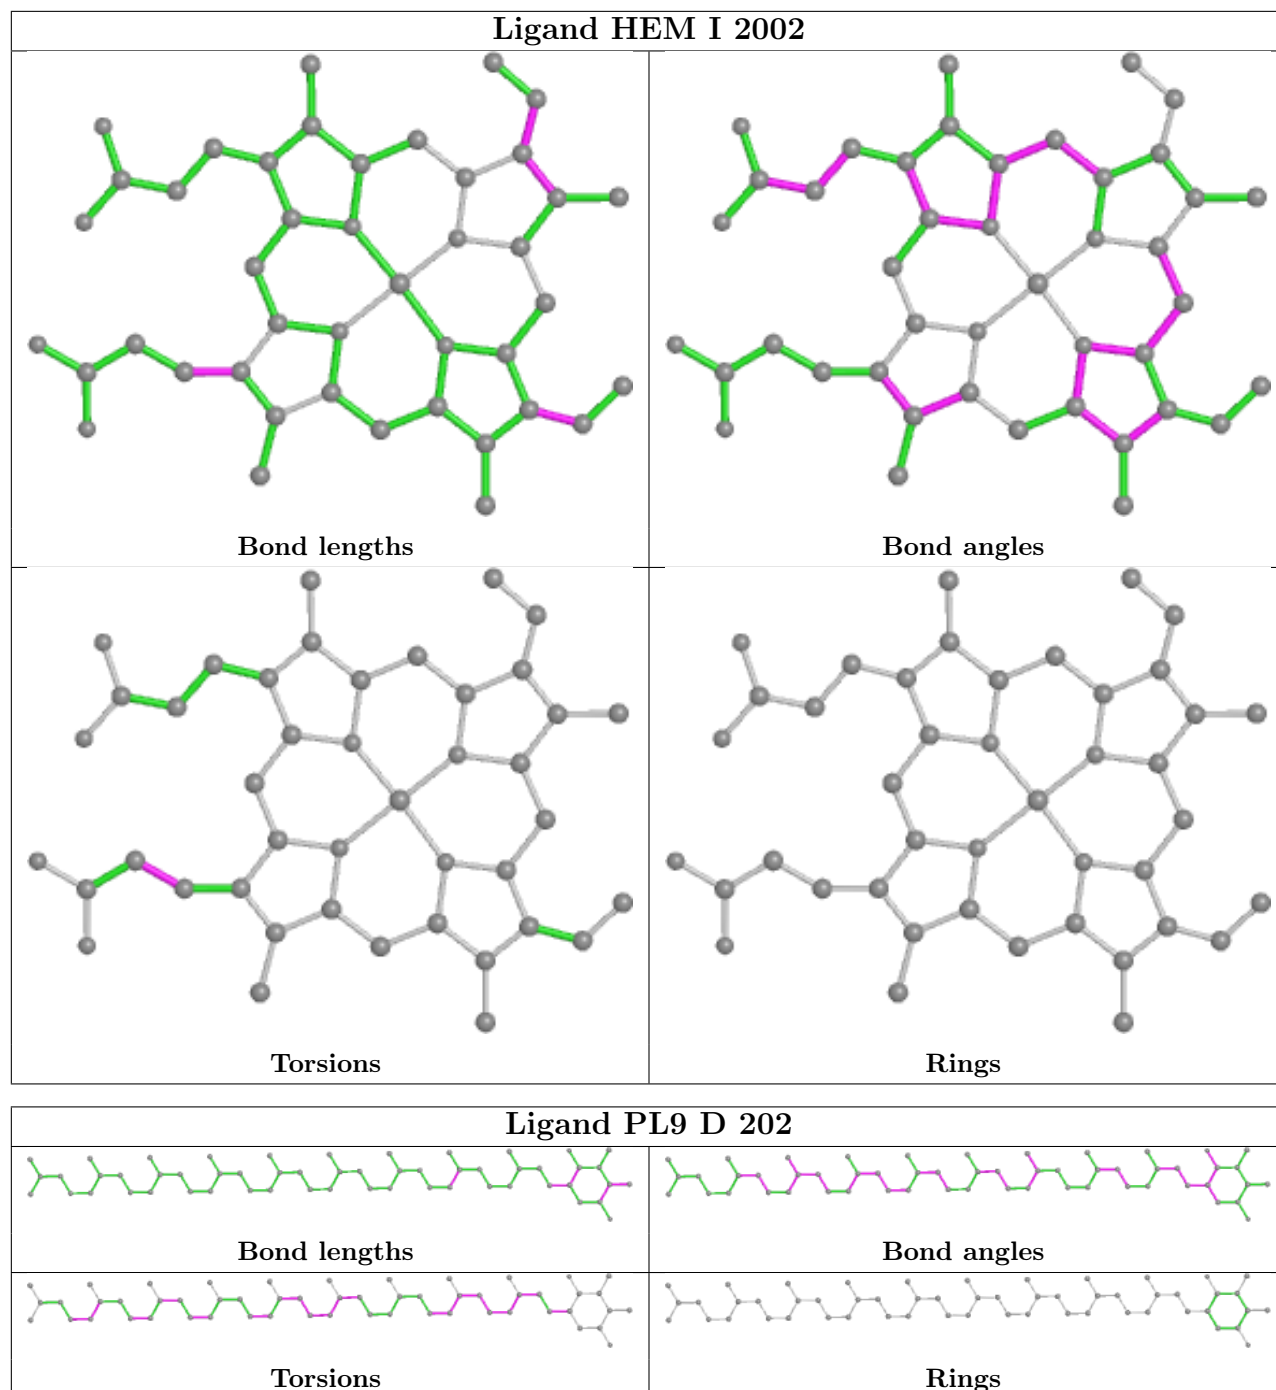 Ligand HEM I 2002
Bond lengths
Bond angles
Torsions
Rings
Ligand PL9 D 202
Bond lengths
Bond angles
Torsions
Rings